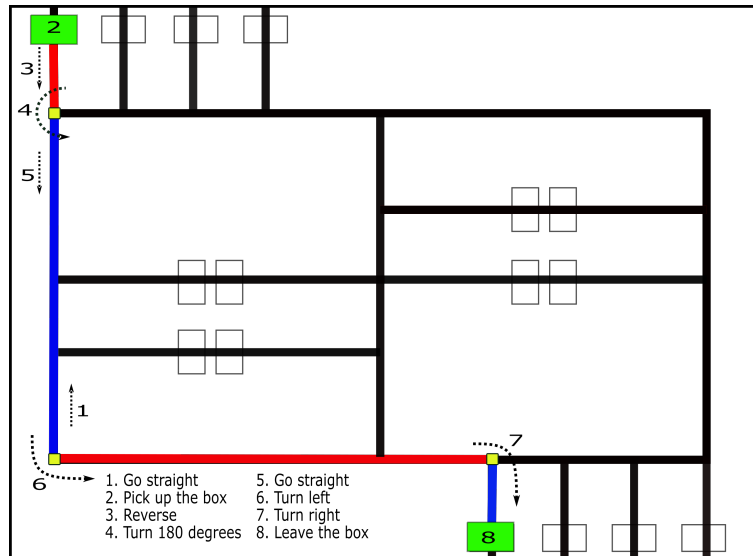 2
3
4
5
1
7
6
1. Go straight
2. Pick up the box
3. Reverse
4. Turn 180 degrees
5. Go straight
6. Turn left
7. Turn right
8. Leave the box
8